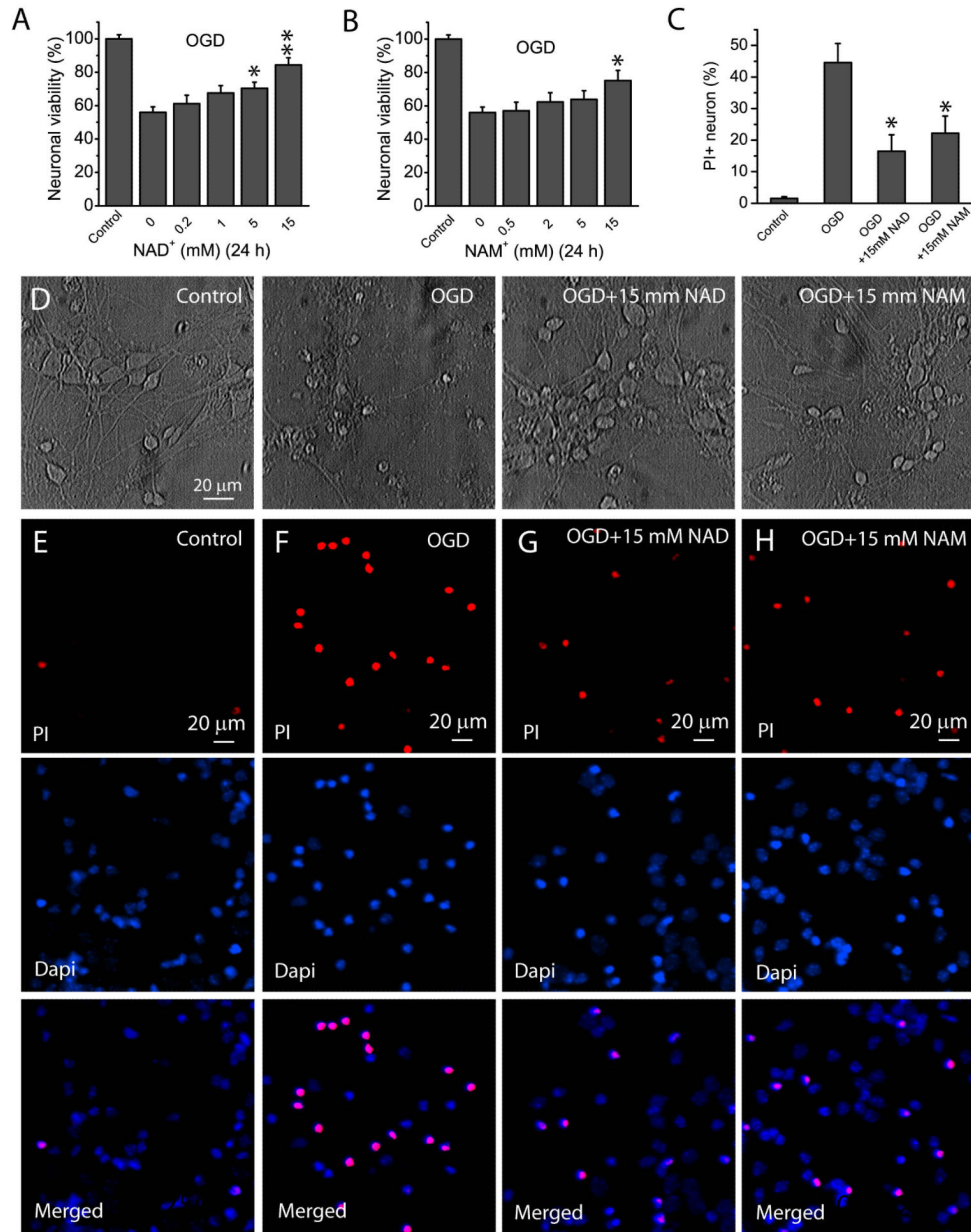 A
Neuronal viability (%)
100
80
60
40
20
0
OGD
*
**
Control
0
0.2
1
5
15
NAD+ (mM) (24 h)
B
Neuronal viability (%)
100
80
60
40
20
0
OGD
*
Control
0
0.5
2
5
15
NAM+ (mM) (24 h)
C
PI+ neuron (%)
50
40
30
20
10
0
*
*
Control
OGD
OGD
+15mM NAD
OGD
+15mM NAM
D
Control
20 μm
OGD
OGD+15 mm NAD
OGD+15 mm NAM
E
Control
PI
20 μm
F
OGD
PI
20 μm
G
OGD+15 mM NAD
PI
20 μm
H
OGD+15 mM NAM
PI
20 μm
Dapi
Dapi
Dapi
Dapi
Merged
Merged
Merged
Merged